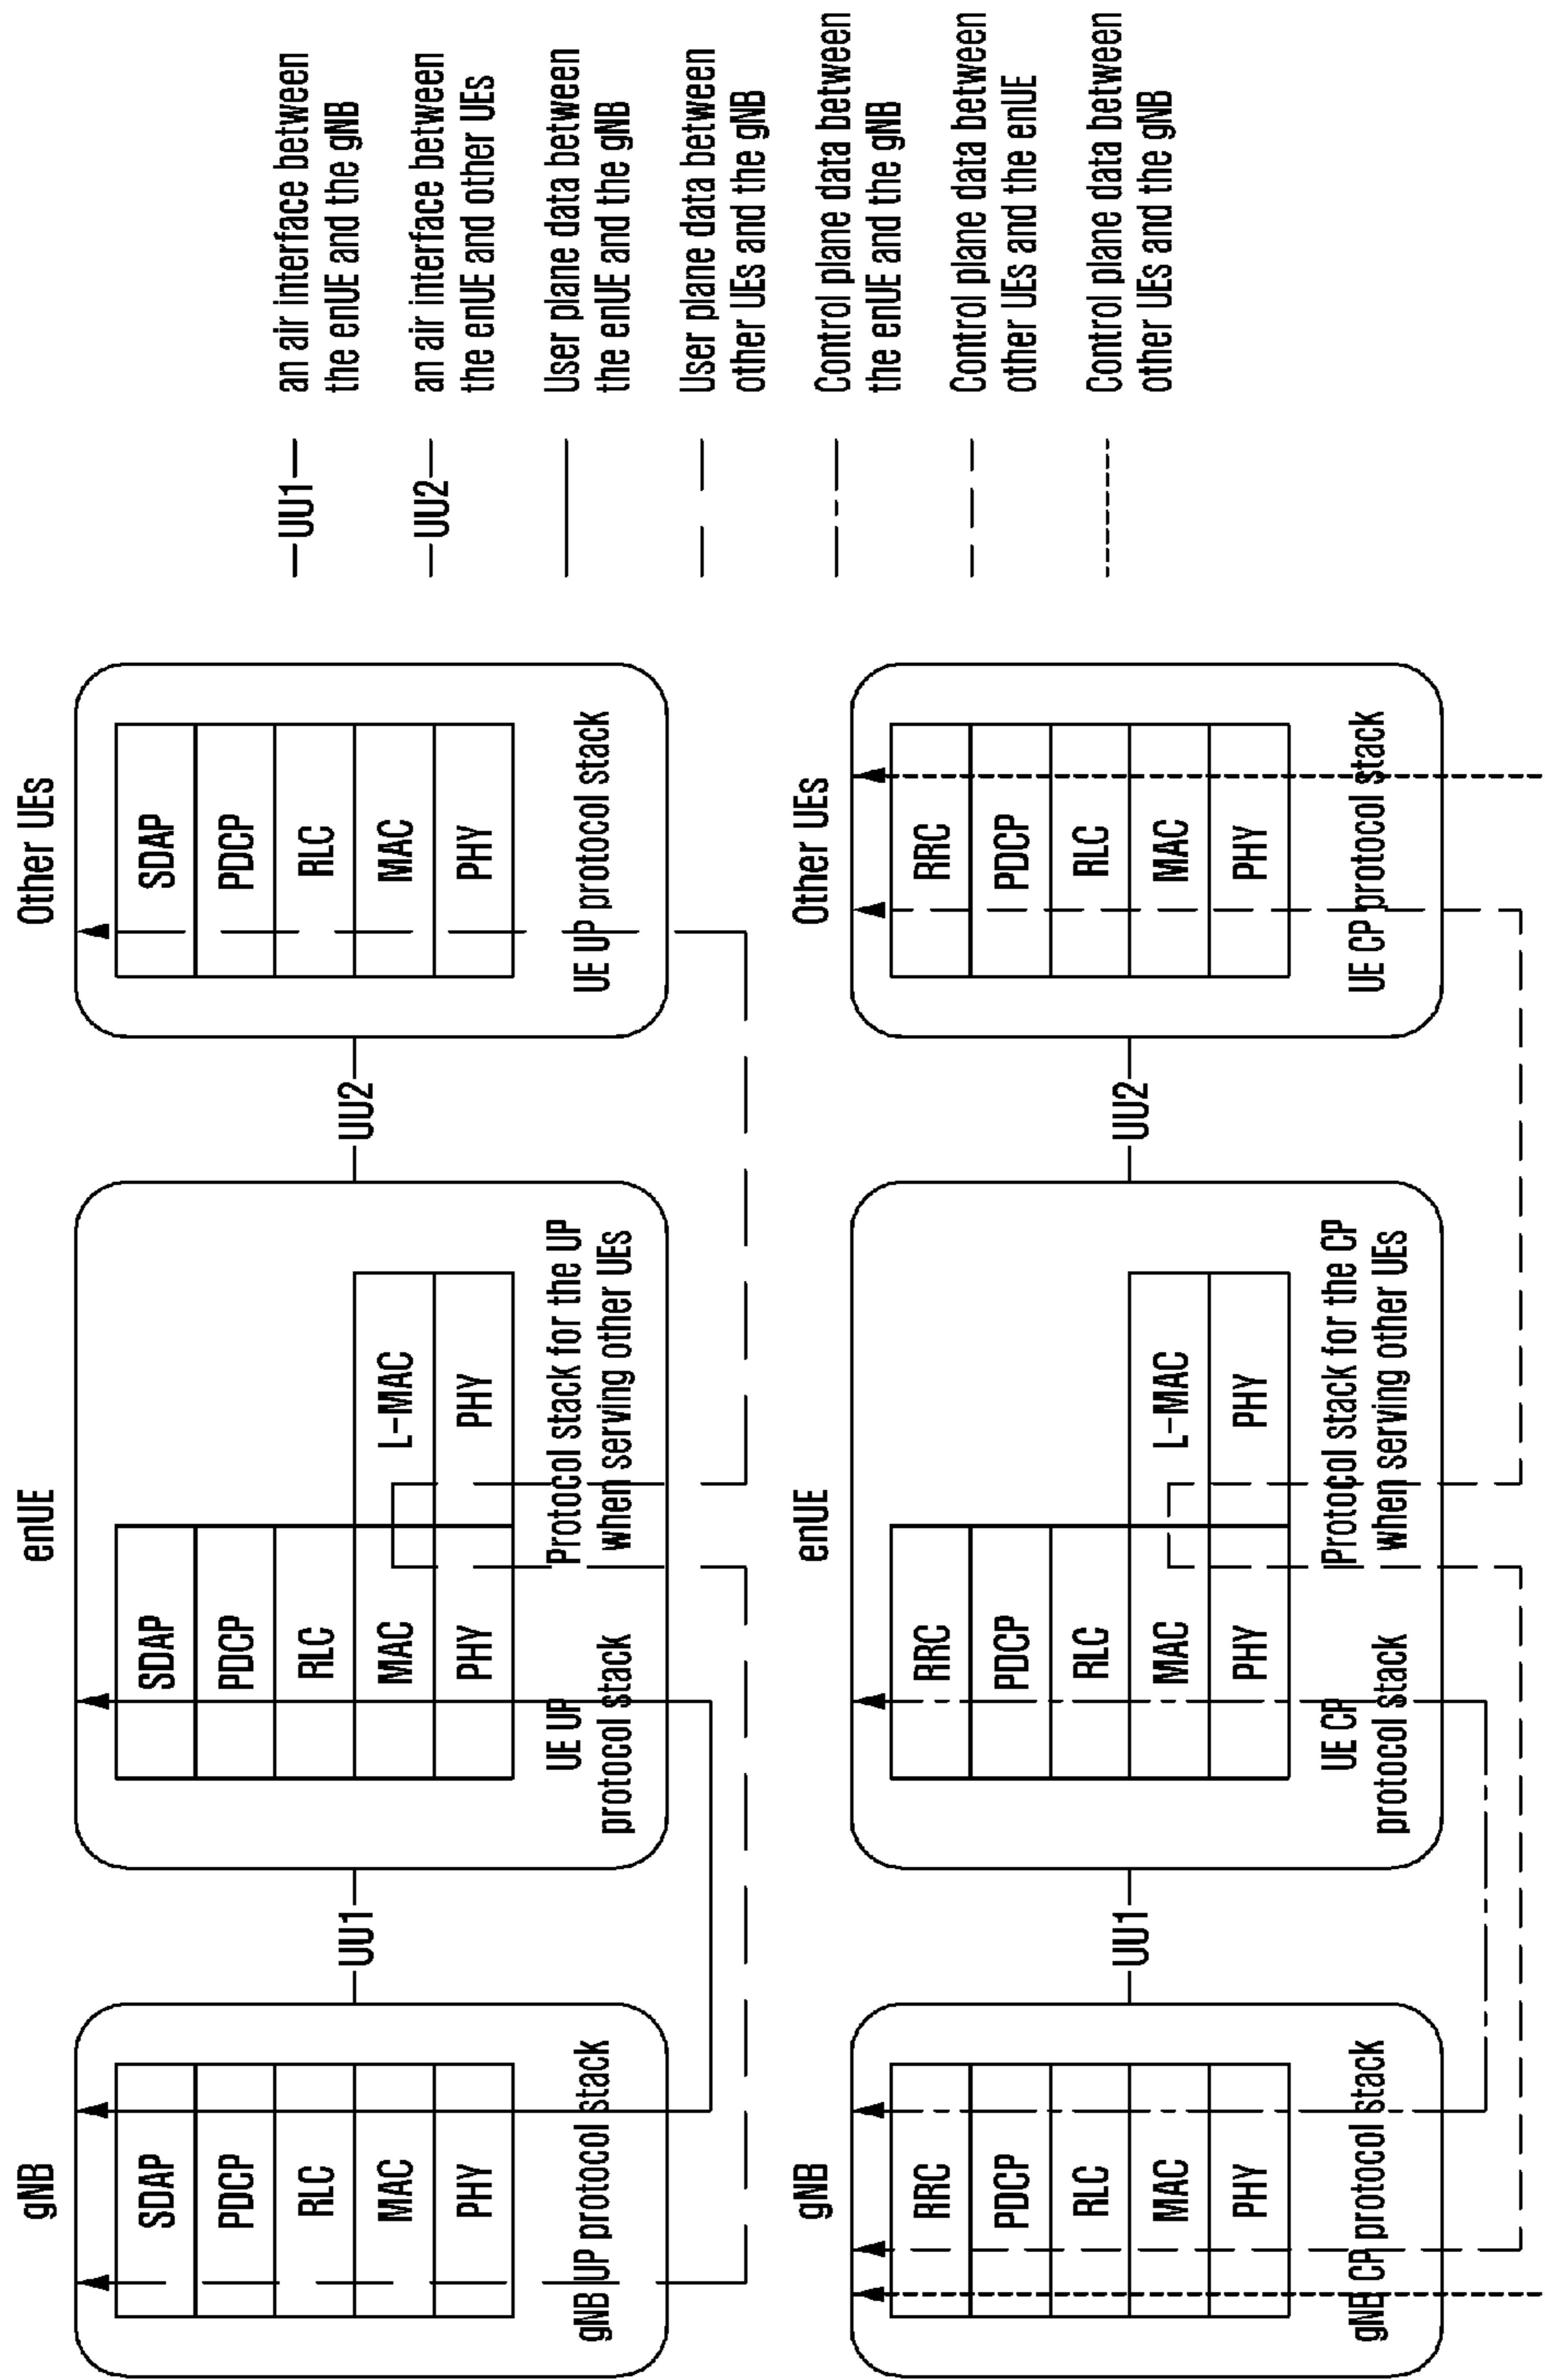 gNB
SDAP
PDCP
RLC
MAC
PHY
gNB UP protocol stack
UU1
enUE
SDAP
PDCP
RLC
MAC
PHY
UE UP
protocol stack
L-MAC
PHY
Protocol stack for the UP
when serving other UEs
UU2
Other UEs
SDAP
PDCP
RLC
MAC
PHY
UE UP protocol stack
gNB
RRC
PDCP
RLC
MAC
PHY
gNB CP protocol stack
UU1
enUE
RRC
PDCP
RLC
MAC
PHY
UE CP
protocol stack
L-MAC
PHY
Protocol stack for the CP
when serving other UEs
UU2
Other UEs
RRC
PDCP
RLC
MAC
PHY
UE CP protocol stack
UU1
an air interface between
the enUE and the gNB
UU2
an air interface between
the enUE and other UEs
User plane data between
the enUE and the gNB
User plane data between
other UEs and the gNB
Control plane data between
the enUE and the gNB
Control plane data between
other UEs and the enUE
Control plane data between
other UEs and the gNB